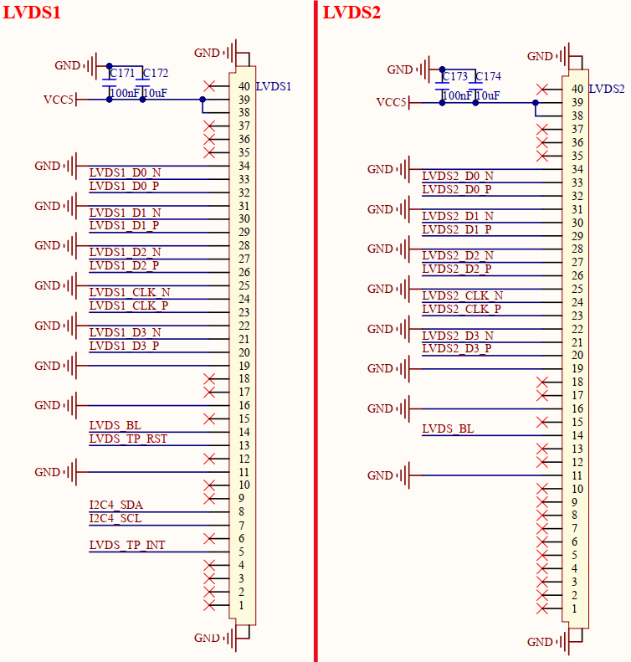 LVDS1
GND
GND
C171
C172
40
LVDS1
100nF
10uF
VCC5
39
38
37
36
35
GND
34
LVDS1_D0_N
33
LVDS1_D0_P
32
GND
31
LVDS1_D1_N
30
LVDS1_D1_P
29
GND
28
LVDS1_D2_N
27
LVDS1_D2_P
26
GND
25
LVDS1_CLK_N
24
LVDS1_CLK_P
23
GND
22
LVDS1_D3_N
21
LVDS1_D3_P
20
GND
19
18
17
GND
16
15
LVDS_BL
14
LVDS_TP_RST
13
12
GND
11
10
9
I2C4_SDA
8
I2C4_SCL
7
6
LVDS_TP_INT
5
4
3
2
1
GND
LVDS2
GND
GND
C173
C174
40
LVDS2
100nF
10uF
VCC5
39
38
37
36
35
GND
34
LVDS2_D0_N
33
LVDS2_D0_P
32
GND
31
LVDS2_D1_N
30
LVDS2_D1_P
29
GND
28
LVDS2_D2_N
27
LVDS2_D2_P
26
GND
25
LVDS2_CLK_N
24
LVDS2_CLK_P
23
GND
22
LVDS2_D3_N
21
LVDS2_D3_P
20
GND
19
18
17
GND
16
15
LVDS_BL
14
13
12
GND
11
10
9
8
7
6
5
4
3
2
1
GND